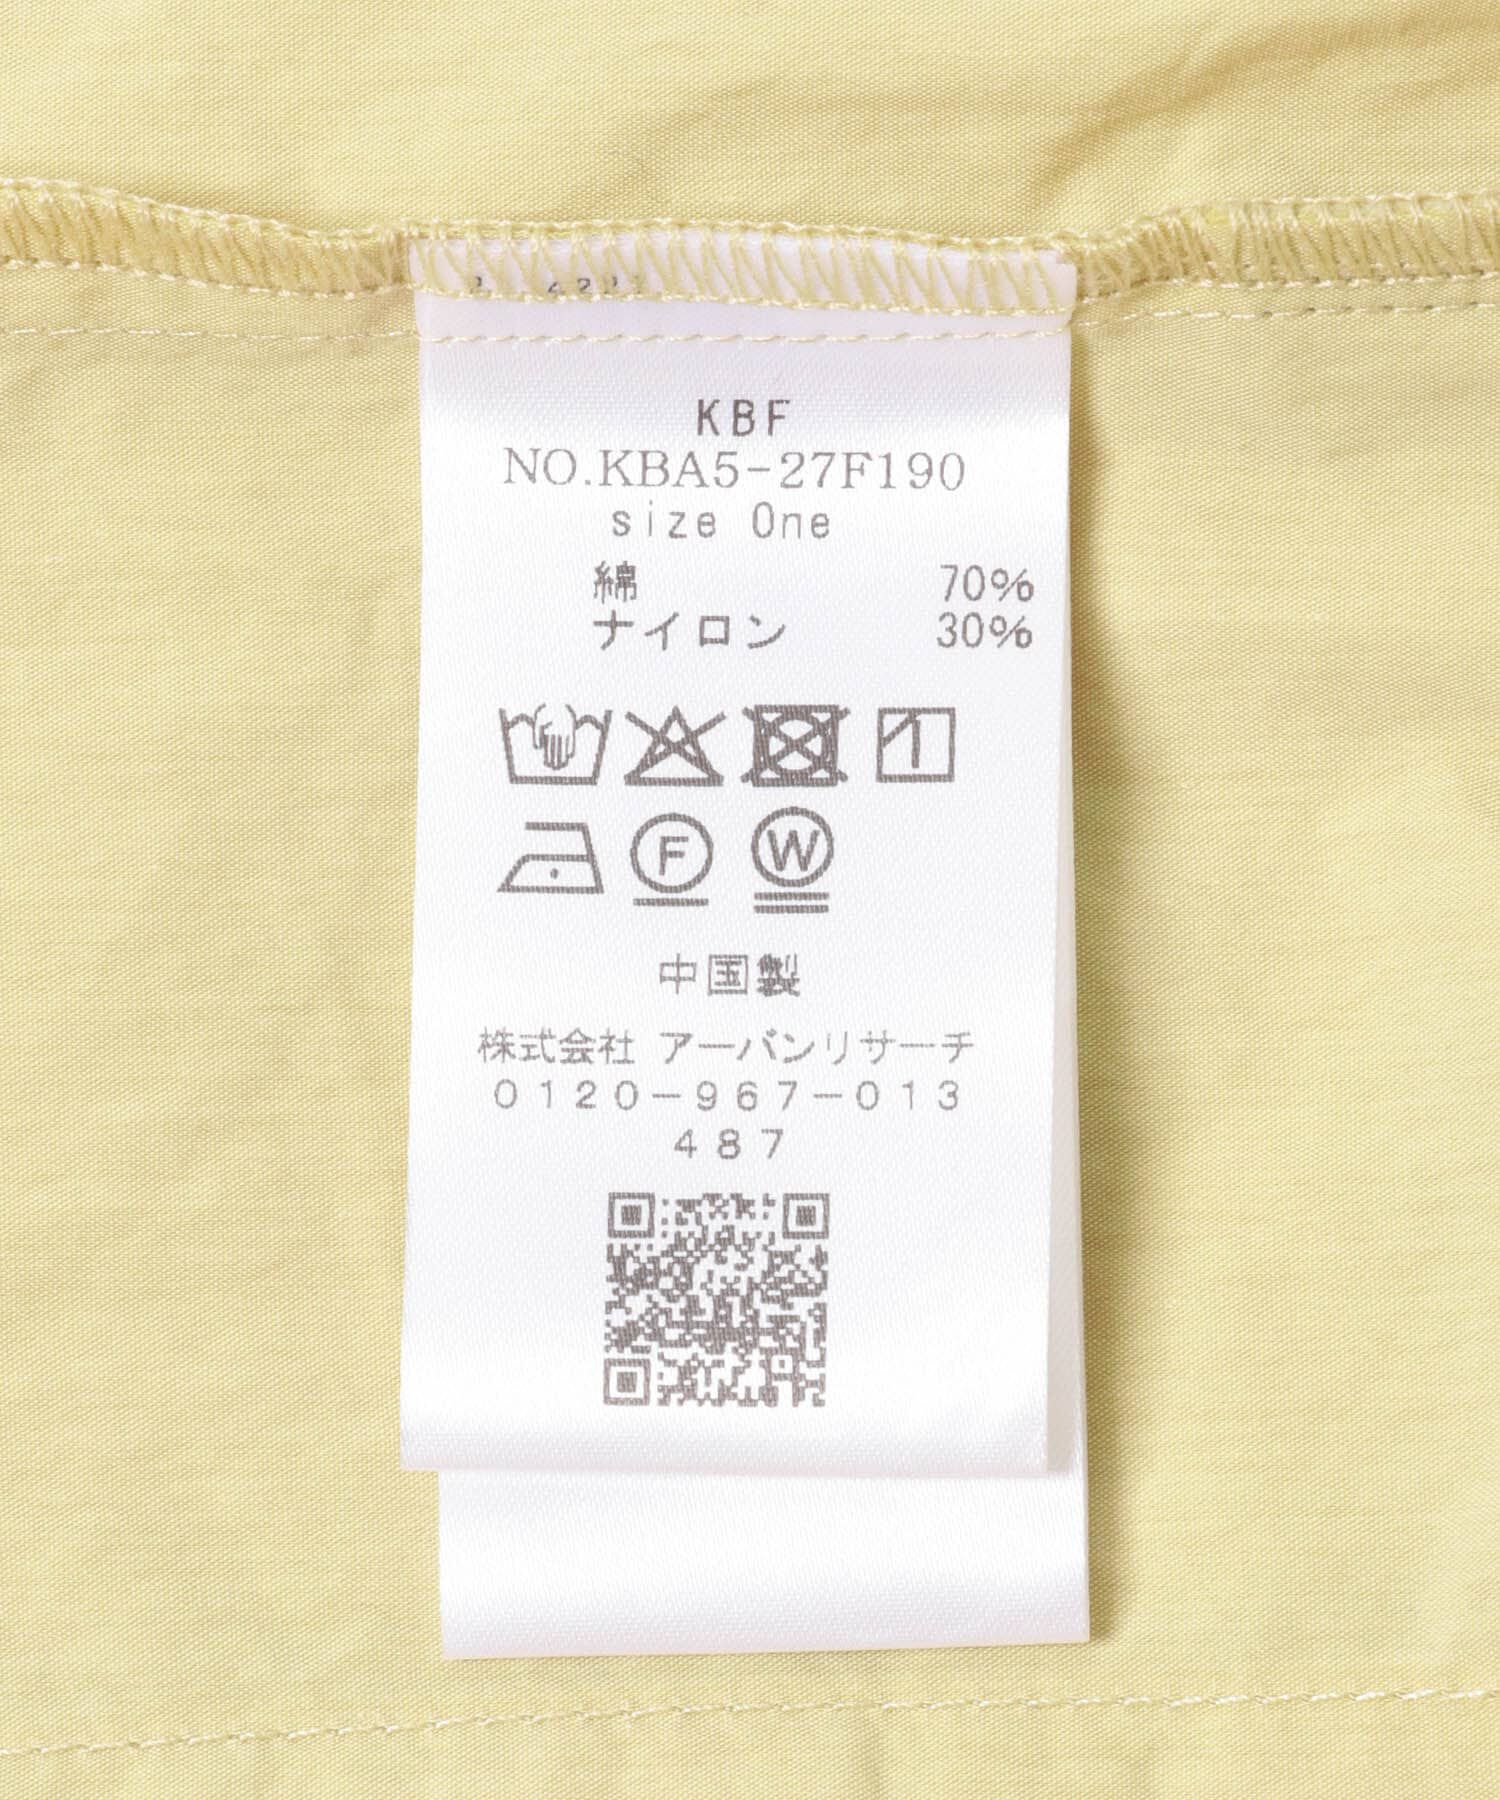 KBF
NO.KBA5-27F190
size One
綿 70%
ナイロン 30%
F W
中国製
株式会社 アーバンリサーチ
0120-967-013
487